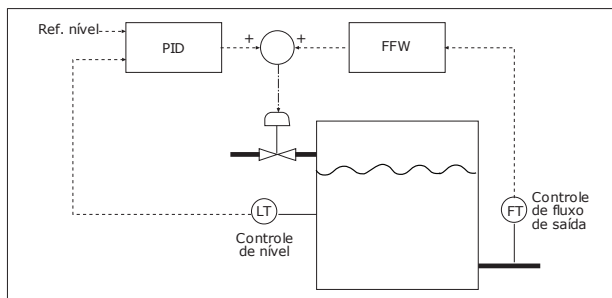 Ref. nível
PID
+
+
FFW
LT
Controle
de nível
FT
Controle
de fluxo
de saída